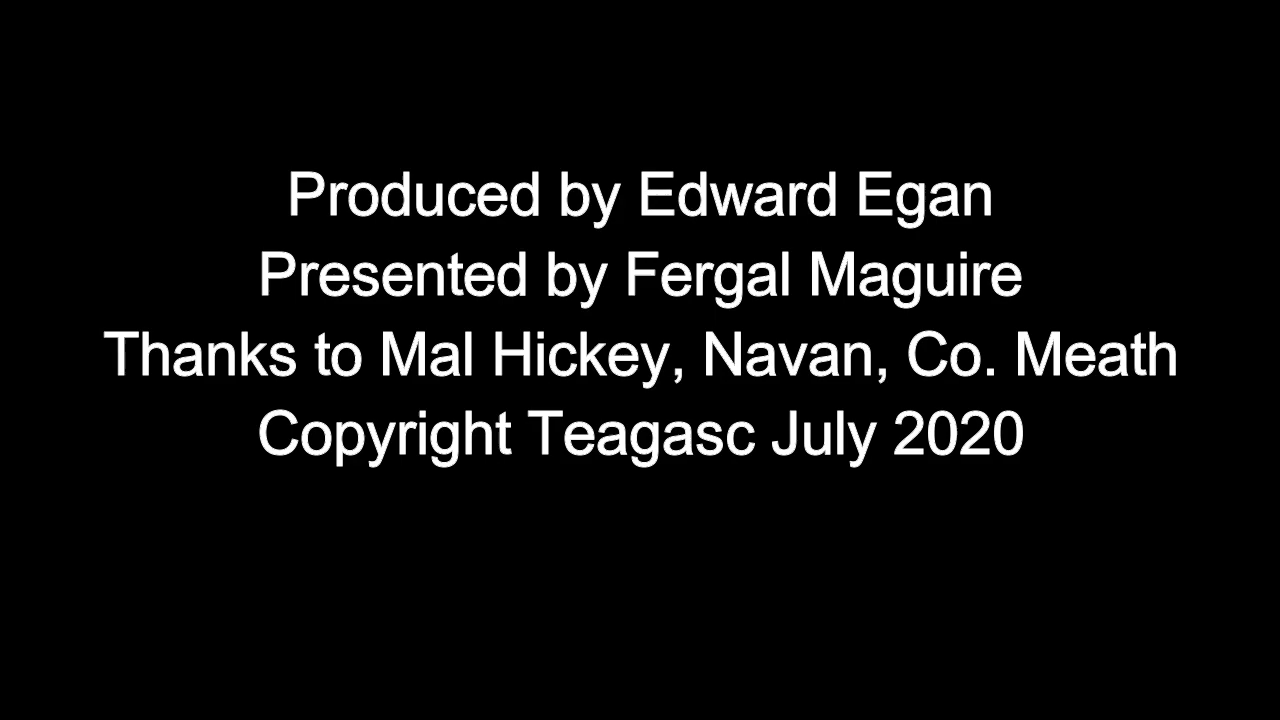 Produced by Edward Egan
Presented by Fergal Maguire
Thanks to Mal Hickey, Navan, Co. Meath
Copyright Teagasc July 2020